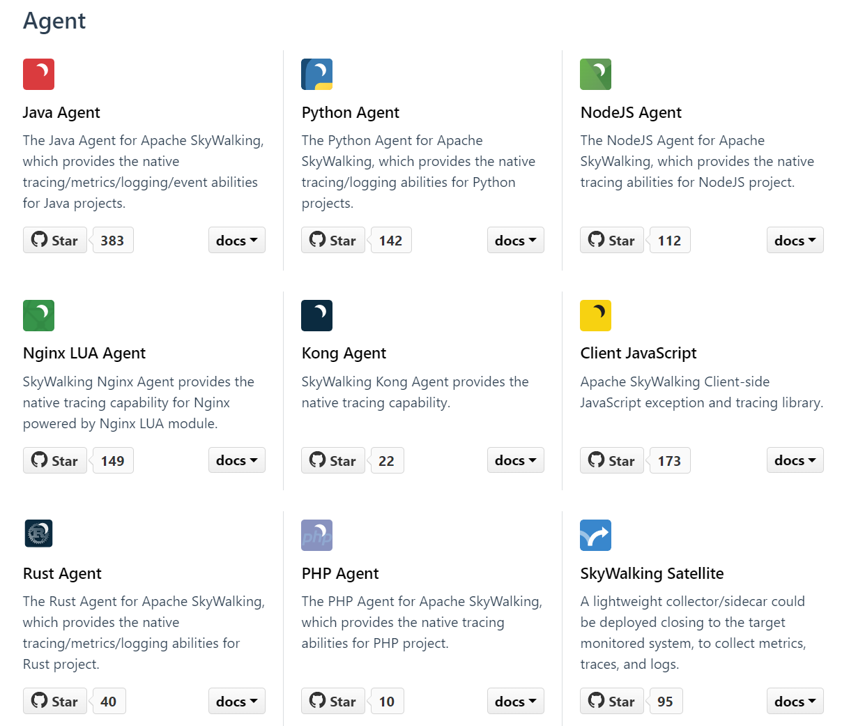 Agent
Java Agent
The Java Agent for Apache SkyWalking,
which provides the native
tracing/metrics/logging/event abilities
for Java projects.
Star
383
docs
Python Agent
The Python Agent for Apache
SkyWalking, which provides the native
tracing/logging abilities for Python
projects.
Star
142
docs
NodeJS Agent
The NodeJS Agent for Apache
SkyWalking, which provides the native
tracing abilities for NodeJS project.
Star
112
docs
Nginx LUA Agent
SkyWalking Nginx Agent provides the
native tracing capability for Nginx
powered by Nginx LUA module.
Star
149
docs
Kong Agent
SkyWalking Kong Agent provides the
native tracing capability.
Star
22
docs
Client JavaScript
Apache SkyWalking Client-side
JavaScript exception and tracing library.
Star
173
docs
Rust Agent
The Rust Agent for Apache SkyWalking,
which provides the native
tracing/metrics/logging abilities for
Rust project.
Star
40
docs
php
PHP Agent
The PHP Agent for Apache SkyWalking,
which provides the native tracing
abilities for PHP project.
Star
10
docs
SkyWalking Satellite
A lightweight collector/sidecar could
be deployed closing to the target
monitored system, to collect metrics,
traces, and logs.
Star
95
docs